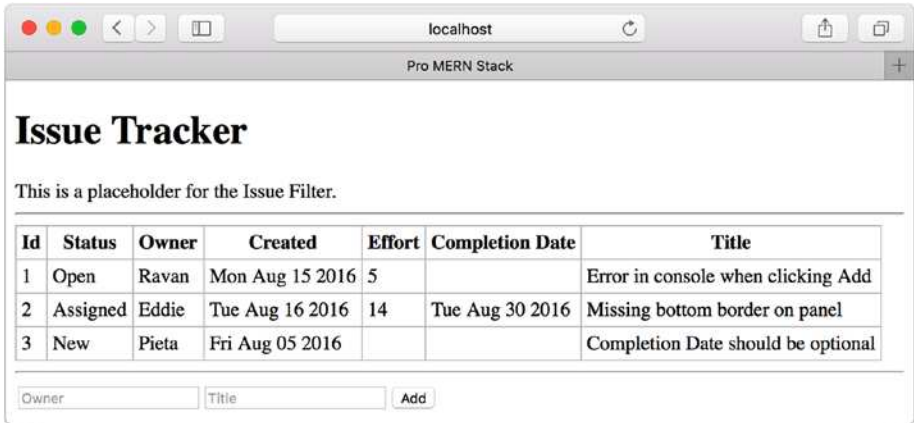 localhost
Pro MERN Stack
Issue Tracker
This is a placeholder for the Issue Filter.
Id Status Owner Created Effort Completion Date Title
1 Open Ravan Mon Aug 15 2016 5 Error in console when clicking Add
2 Assigned Eddie Tue Aug 16 2016 14 Tue Aug 30 2016 Missing bottom border on panel
3 New Pieta Fri Aug 05 2016 Completion Date should be optional
Owner Title Add